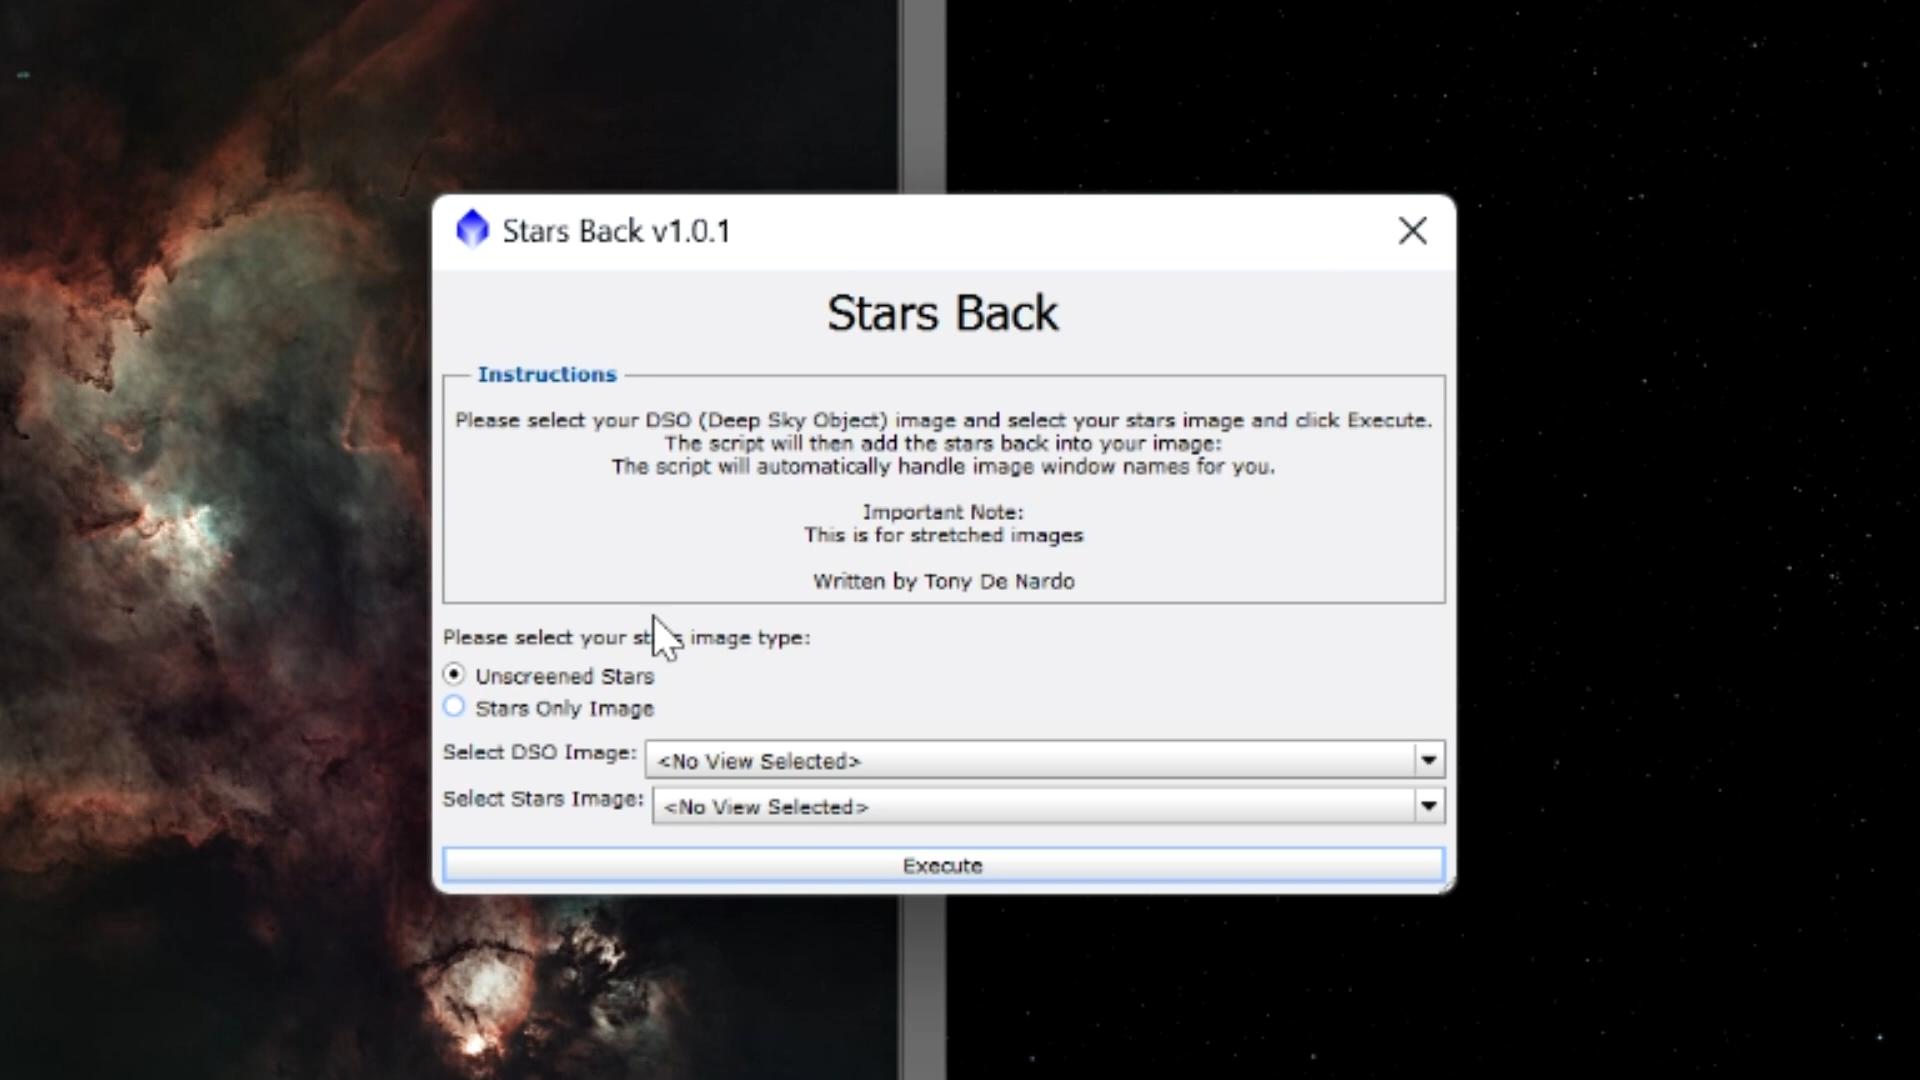 Stars Back v1.0.1
Stars Back
Instructions
Please select your DSO (Deep Sky Object) image and select your stars image and click Execute.
The script will then add the stars back into your image:
The script will automatically handle image window names for you.
Important Note:
This is for stretched images
Written by Tony De Nardo
Please select your stars image type:
Unscreened Stars
Stars Only Image
Select DSO Image: <No View Selected>
Select Stars Image: <No View Selected>
Execute